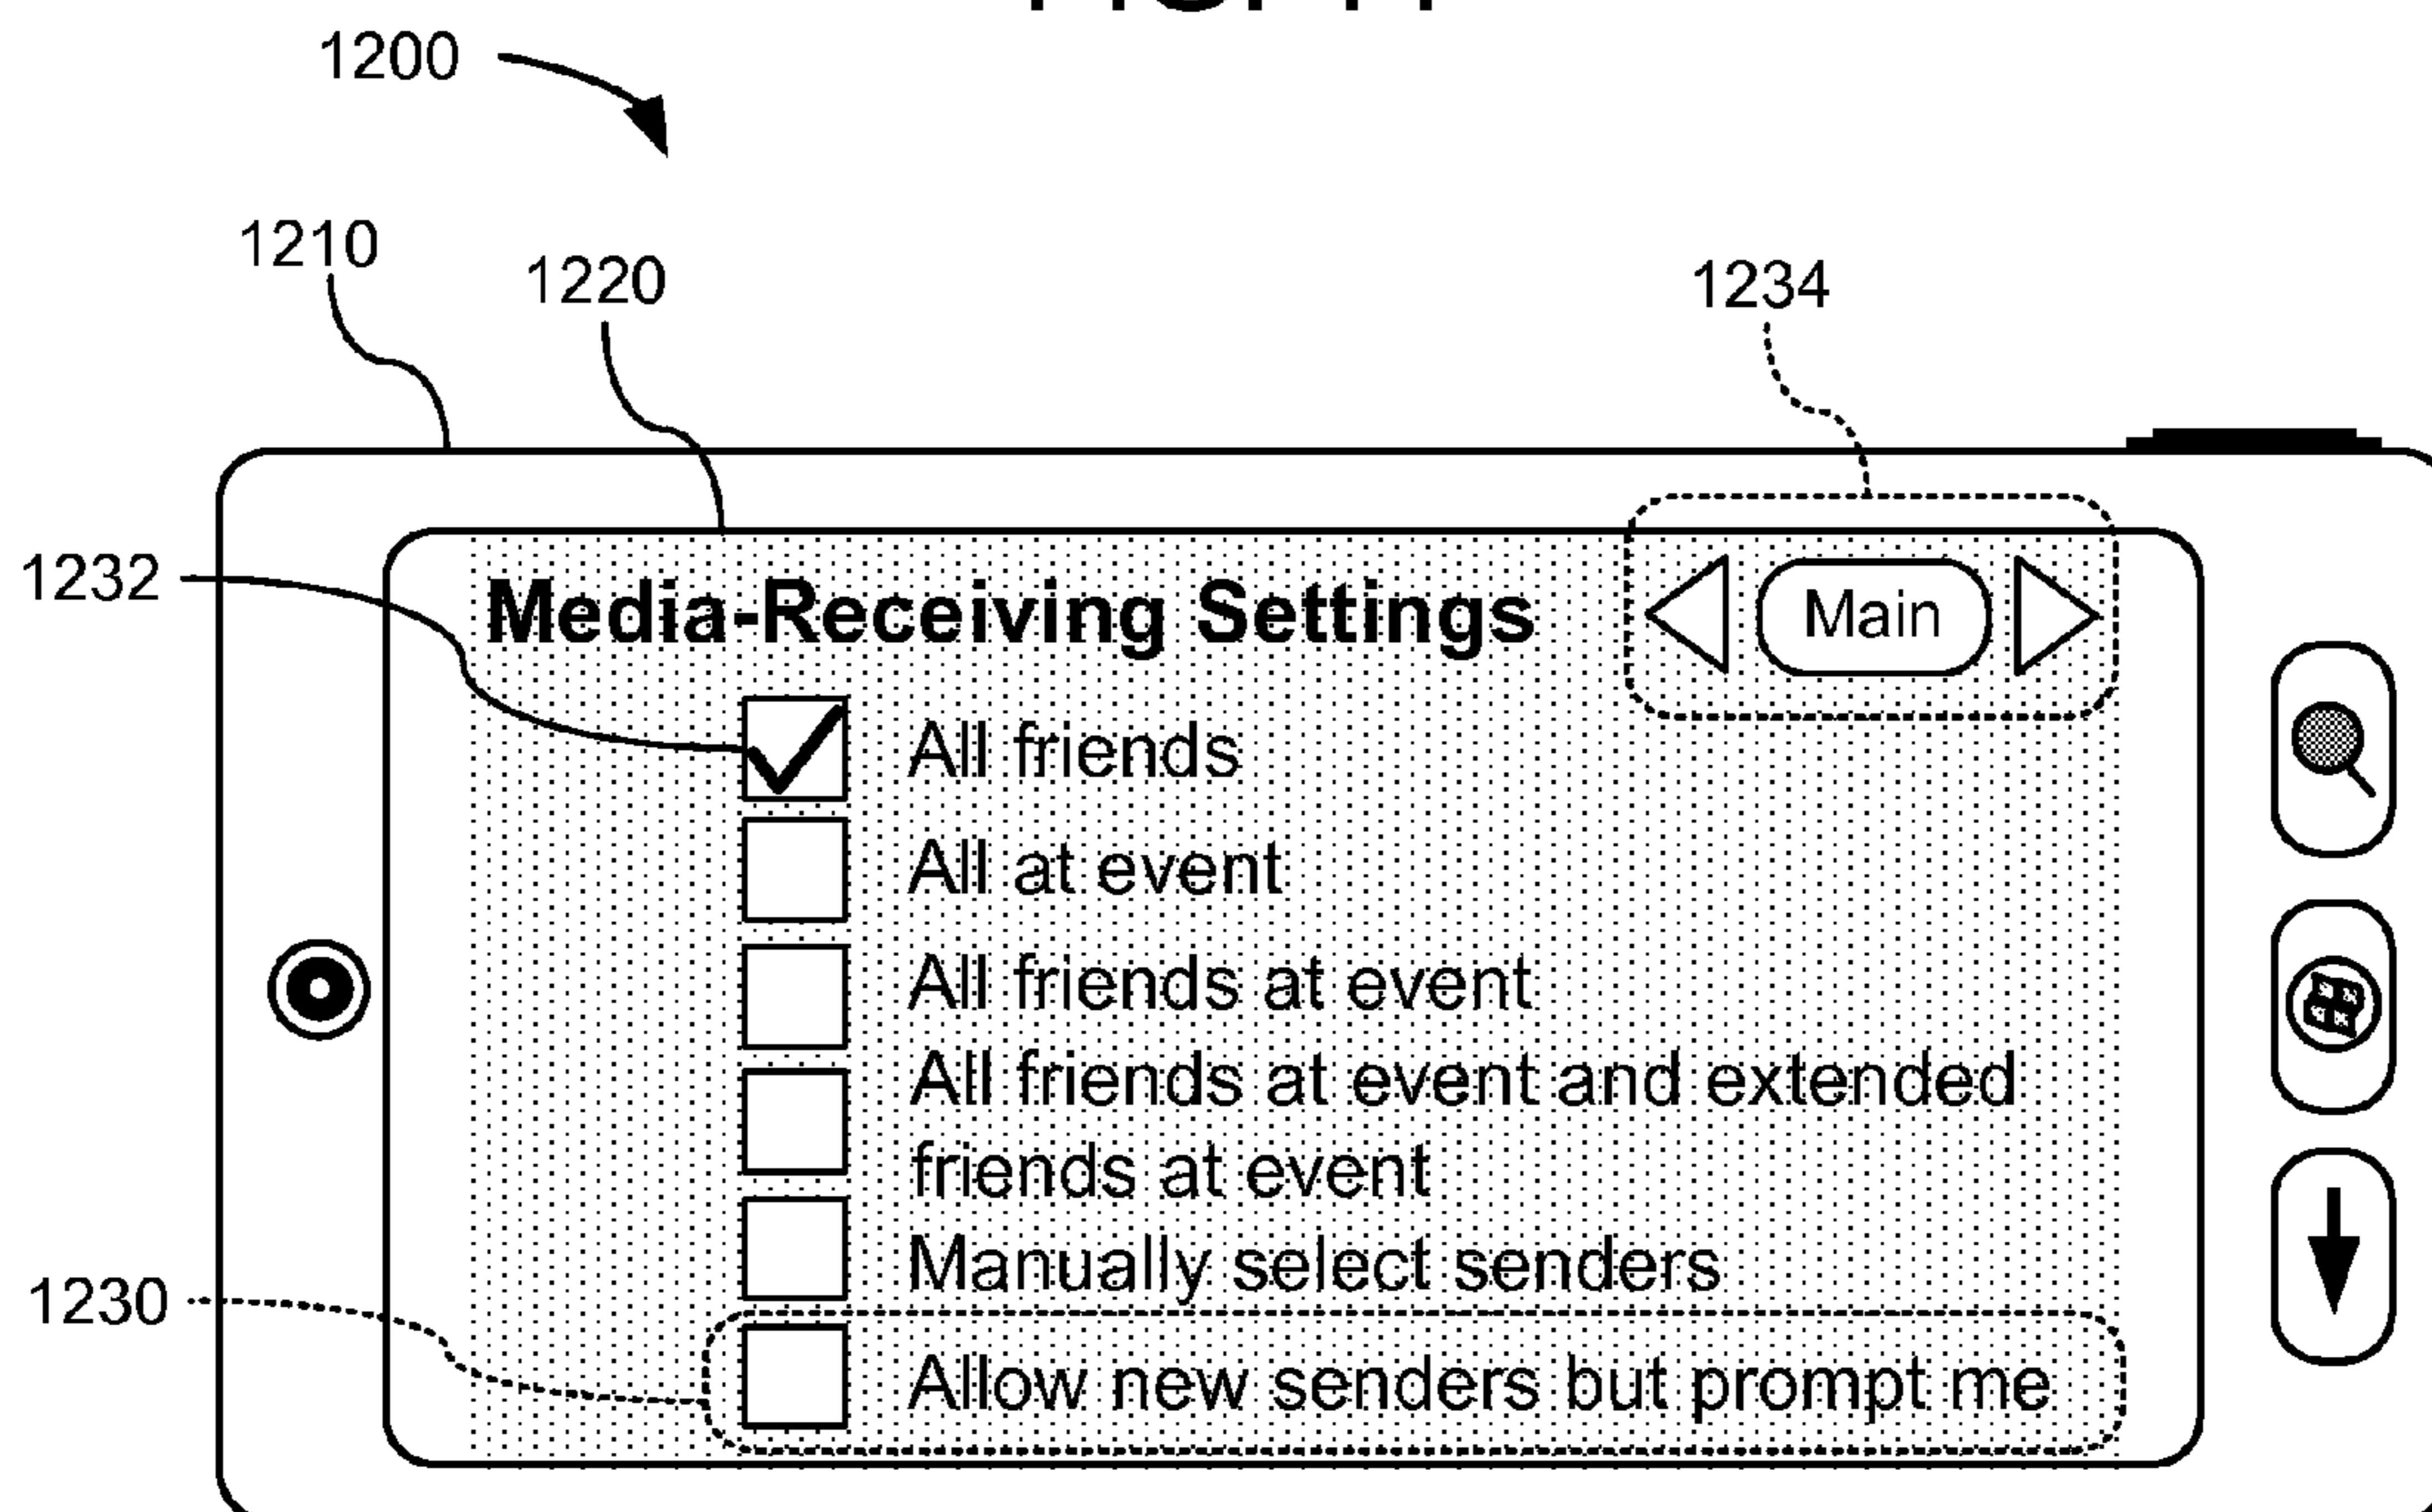 1200
1210
1220
1234
1232
Media-Receiving Settings
Main
All friends
All at event
All friends at event
All friends at event and extended
friends at event
Manually select senders
1230
Allow new senders but prompt me